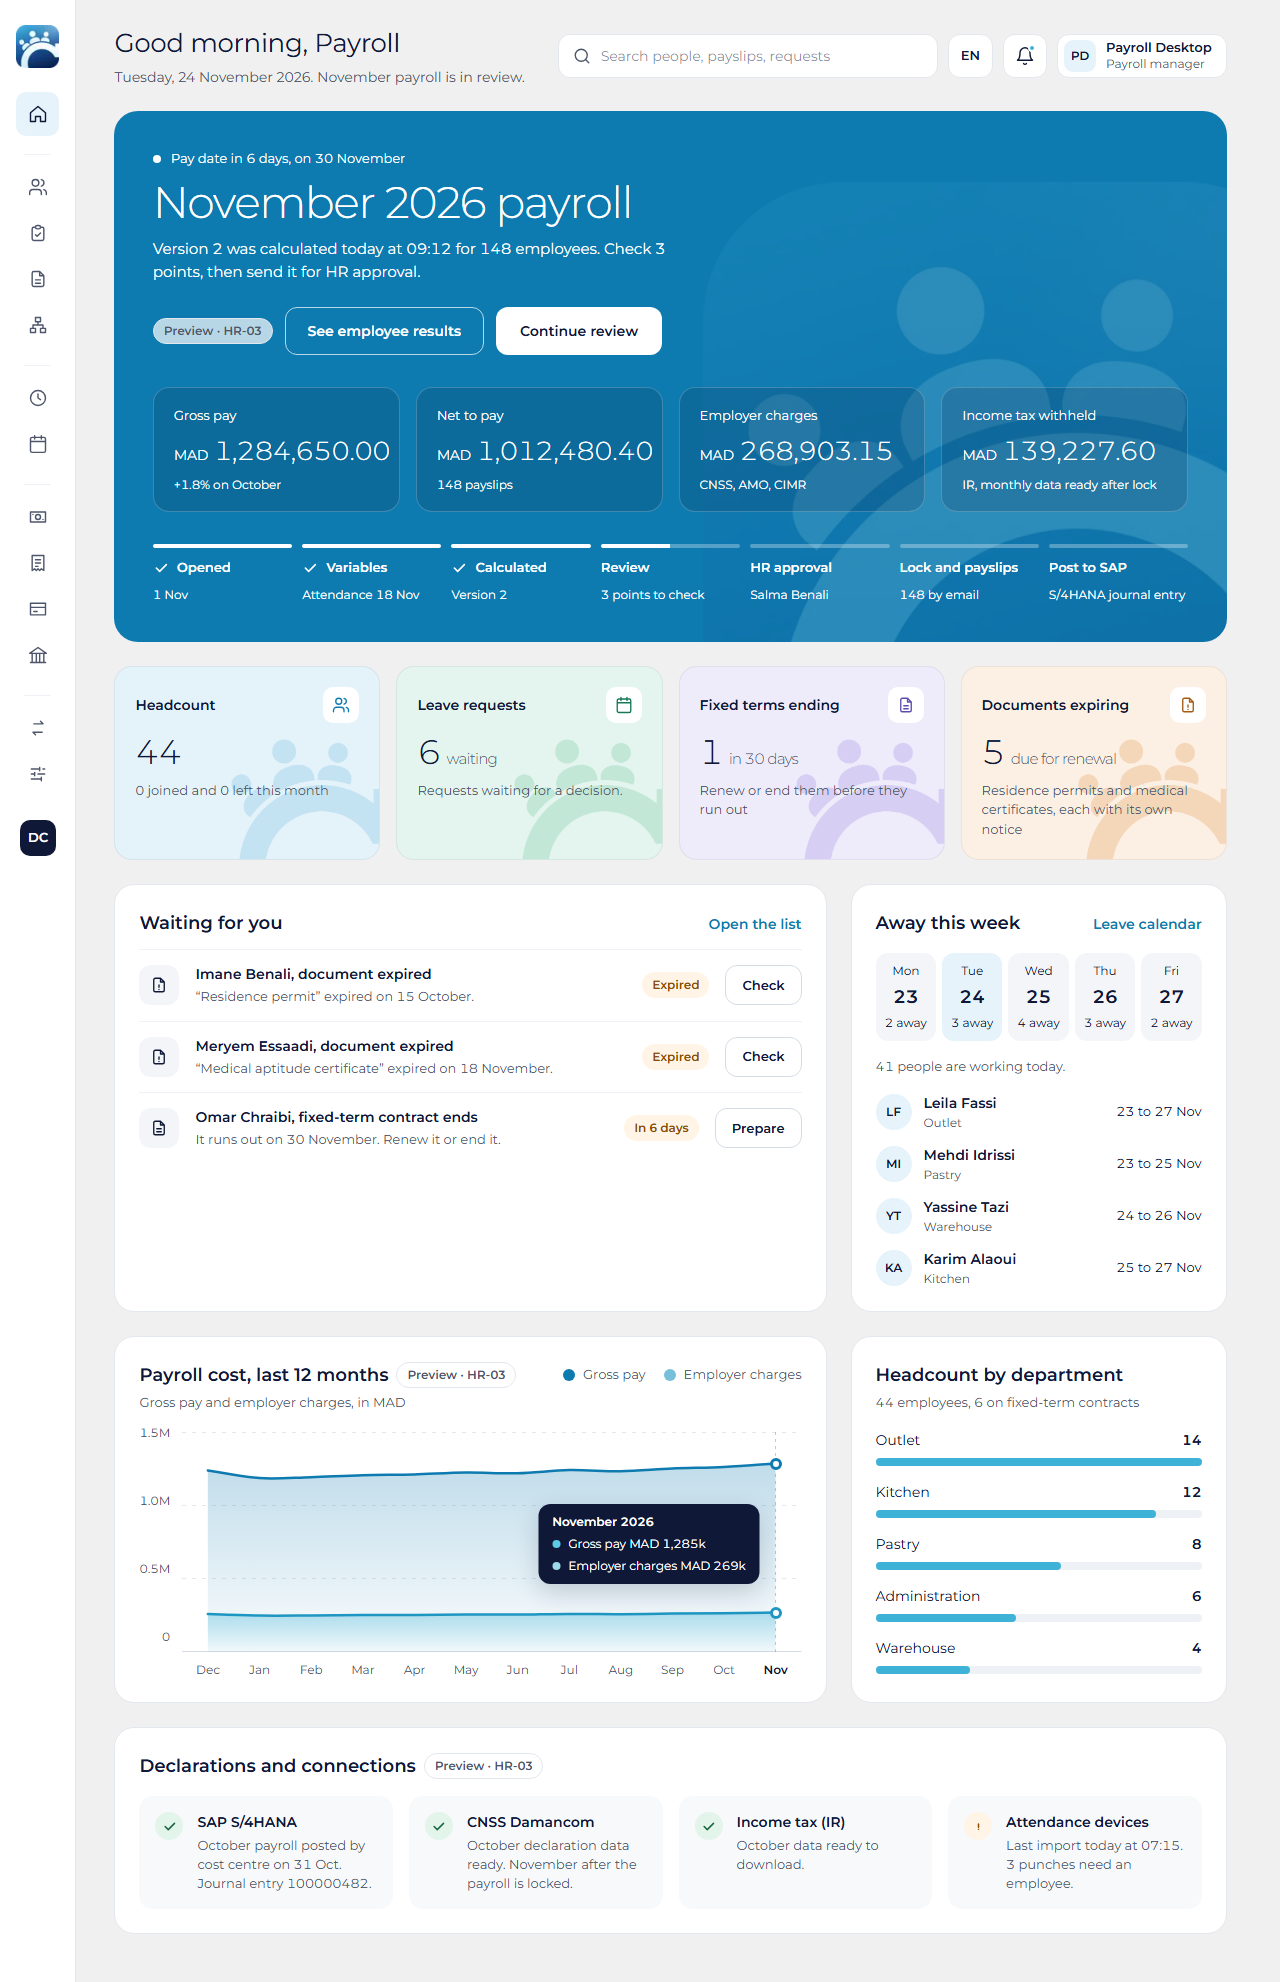 Good morning, Payroll
Tuesday, 24 November 2026. November payroll is in review.
Search people, payslips, requests
EN
PD
Payroll Desktop
Payroll manager
Pay date in 6 days, on 30 November
November 2026 payroll
Version 2 was calculated today at 09:12 for 148 employees. Check 3
points, then send it for HR approval.
Preview · HR-03
See employee results
Continue review
Gross pay
MAD 1,284,650.00
+1.8% on October
Net to pay
MAD 1,012,480.40
148 payslips
Employer charges
MAD 268,903.15
CNSS, AMO, CIMR
Income tax withheld
MAD 139,227.60
IR, monthly data ready after lock
Opened
1 Nov
Variables
Attendance 18 Nov
Calculated
Version 2
Review
3 points to check
HR approval
Salma Benali
Lock and payslips
148 by email
Post to SAP
S/4HANA journal entry
DC
Headcount
44
0 joined and 0 left this month
Leave requests
6 waiting
Requests waiting for a decision.
Fixed terms ending
1 in 30 days
Renew or end them before they
run out
Documents expiring
5 due for renewal
Residence permits and medical
certificates, each with its own
notice
Waiting for you
Open the list
Imane Benali, document expired
“Residence permit” expired on 15 October.
Expired
Check
Meryem Essaadi, document expired
“Medical aptitude certificate” expired on 18 November.
Expired
Check
Omar Chraibi, fixed-term contract ends
It runs out on 30 November. Renew it or end it.
In 6 days
Prepare
Away this week
Leave calendar
Mon
23
2 away
Tue
24
3 away
Wed
25
4 away
Thu
26
3 away
Fri
27
2 away
41 people are working today.
LF
Leila Fassi
Outlet
23 to 27 Nov
MI
Mehdi Idrissi
Pastry
23 to 25 Nov
YT
Yassine Tazi
Warehouse
24 to 26 Nov
KA
Karim Alaoui
Kitchen
25 to 27 Nov
Payroll cost, last 12 months
Preview · HR-03
Gross pay
Employer charges
Gross pay and employer charges, in MAD
1.5M
1.0M
0.5M
0
November 2026
Gross pay MAD 1,285k
Employer charges MAD 269k
Dec Jan Feb Mar Apr May Jun Jul Aug Sep Oct Nov
Headcount by department
44 employees, 6 on fixed-term contracts
Outlet 14
Kitchen 12
Pastry 8
Administration 6
Warehouse 4
Declarations and connections
Preview · HR-03
SAP S/4HANA
October payroll posted by
cost centre on 31 Oct.
Journal entry 100000482.
CNSS Damancom
October declaration data
ready. November after the
payroll is locked.
Income tax (IR)
October data ready to
download.
Attendance devices
Last import today at 07:15.
3 punches need an
employee.